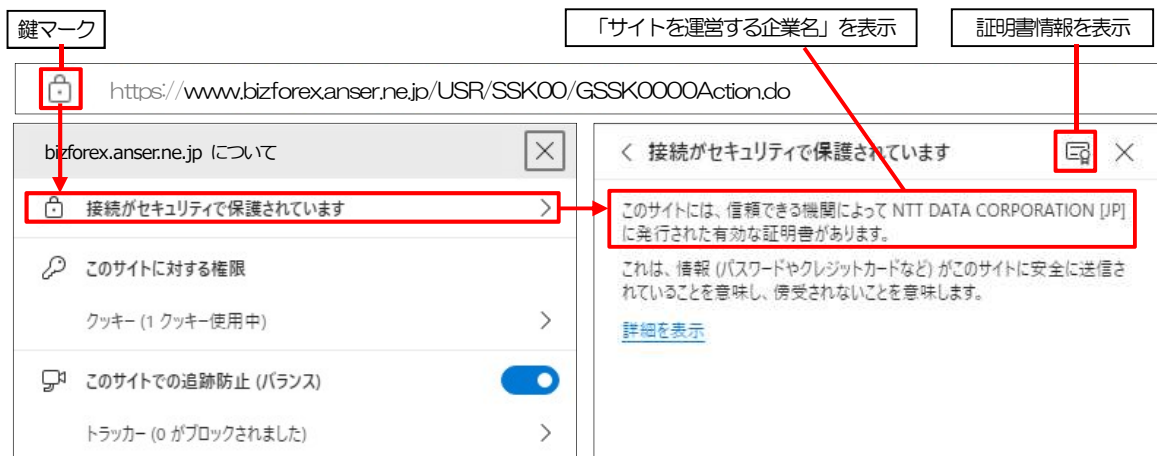 鍵マーク
「サイトを運営する企業名」を表示
証明書情報を表示
https://www.bizforex.anser.ne.jp/USR/SSK00/GSSK0000Action.do
bizforex.anser.ne.jp について
接続がセキュリティで保護されています
このサイトに対する権限
クッキー (1 クッキー使用中)
このサイトでの追跡防止 (バランス)
トラッカー (0 がブロックされました)
接続がセキュリティで保護されています
このサイトには、信頼できる機関によって NTT DATA CORPORATION [JP]
に発行された有効な証明書があります。
これは、情報 (パスワードやクレジットカードなど) がこのサイトに安全に送信さ
れていることを意味し、傍受されないことを意味します。
詳細を表示